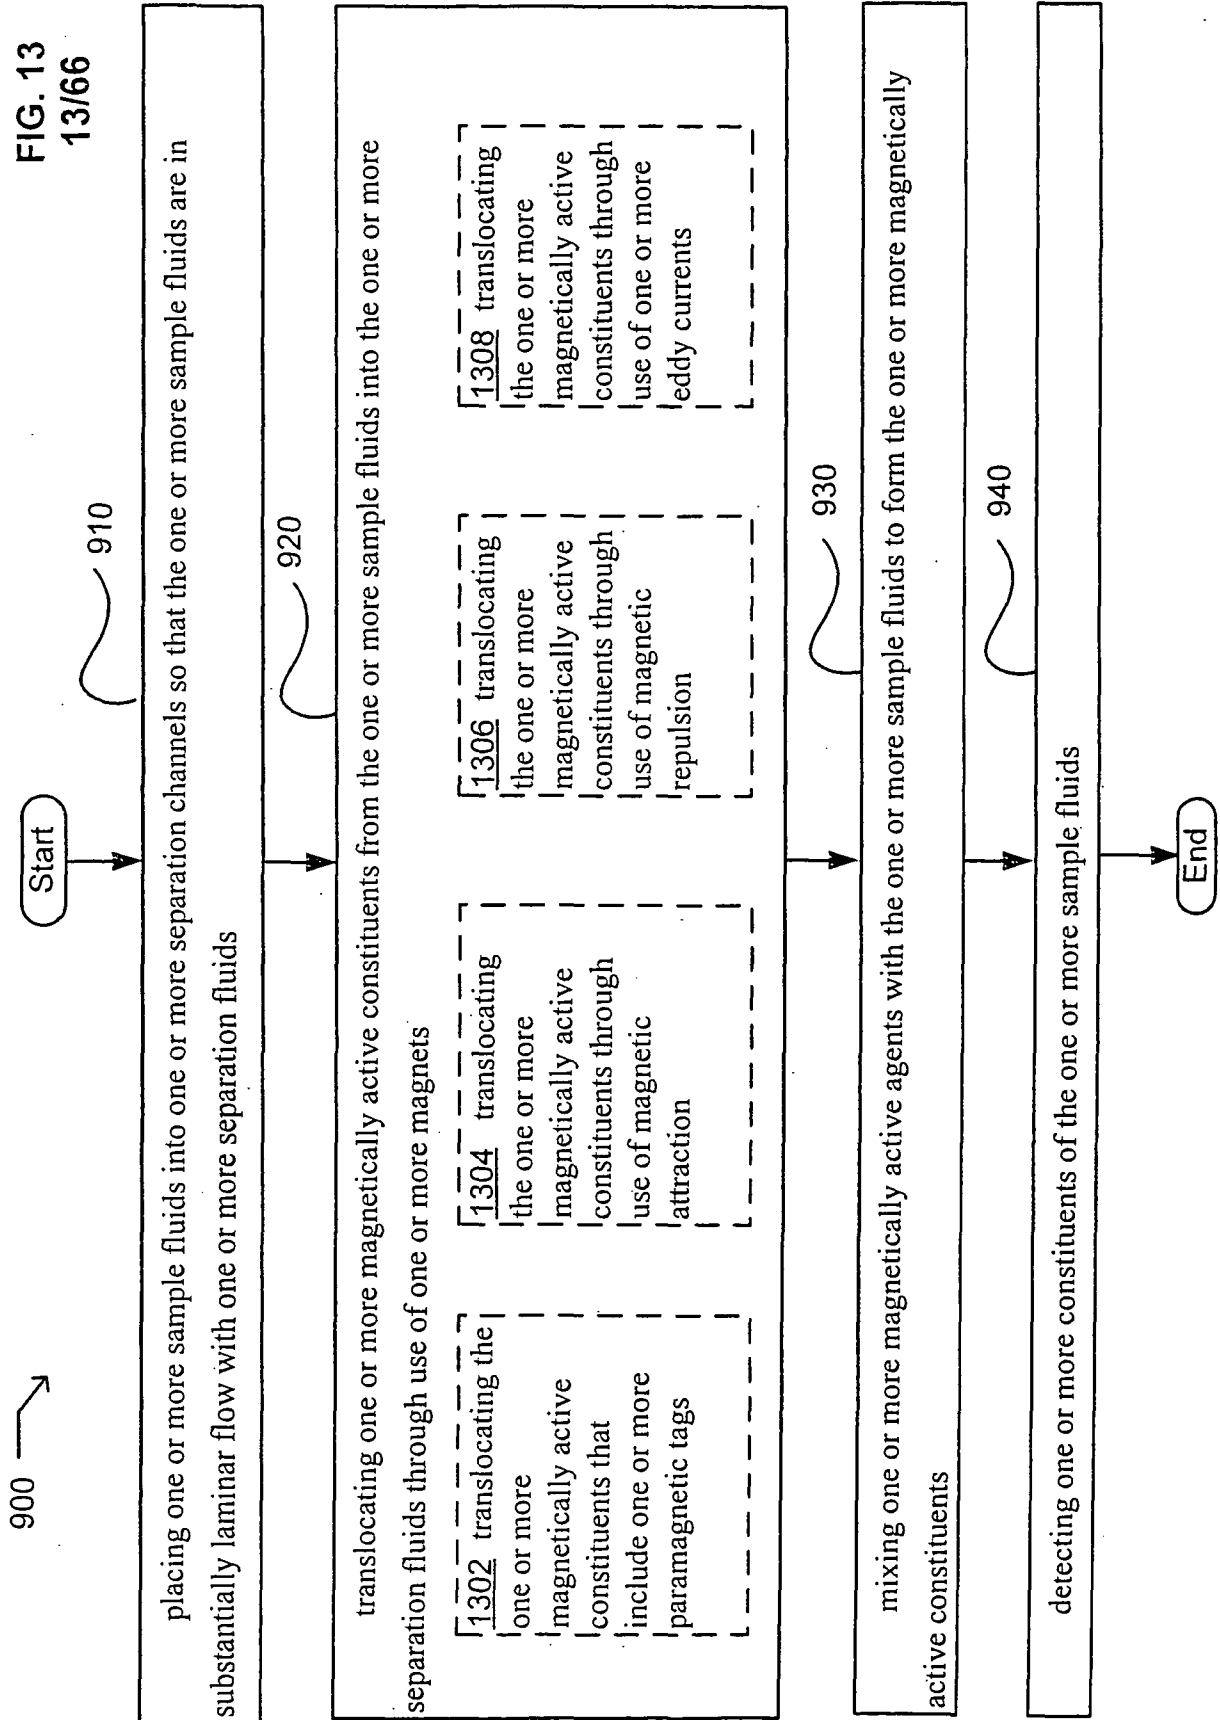 FIG. 13
13/66
900
Start
910
placing one or more sample fluids into one or more separation channels so that the one or more sample fluids are in
substantially laminar flow with one or more separation fluids
920
translocating one or more magnetically active constituents from the one or more sample fluids into the one or more
separation fluids through use of one or more magnets
1302 translocating the
one or more
magnetically active
constituents that
include one or more
paramagnetic tags
1304 translocating
the one or more
magnetically active
constituents through
use of magnetic
attraction
1306 translocating
the one or more
magnetically active
constituents through
use of magnetic
repulsion
1308 translocating
the one or more
magnetically active
constituents through
use of one or more
eddy currents
930
mixing one or more magnetically active agents with the one or more sample fluids to form the one or more magnetically
active constituents
940
detecting one or more constituents of the one or more sample fluids
End